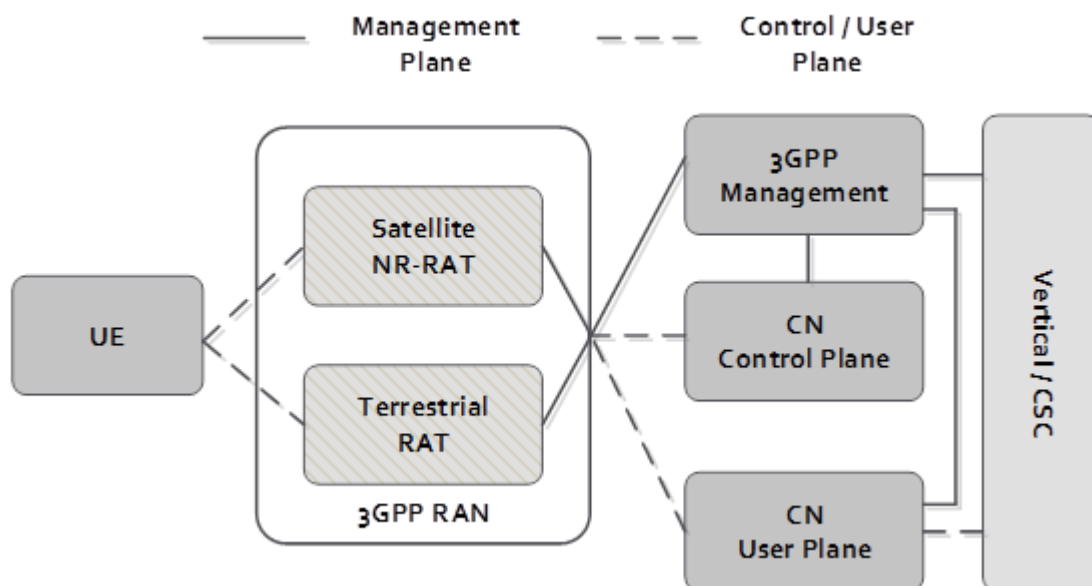 Management
Plane
Control / User
Plane
3GPP
Management
Satellite
NR-RAT
UE
CN
Control Plane
Terrestrial
RAT
3GPP RAN
CN
User Plane
Vertical / CSC